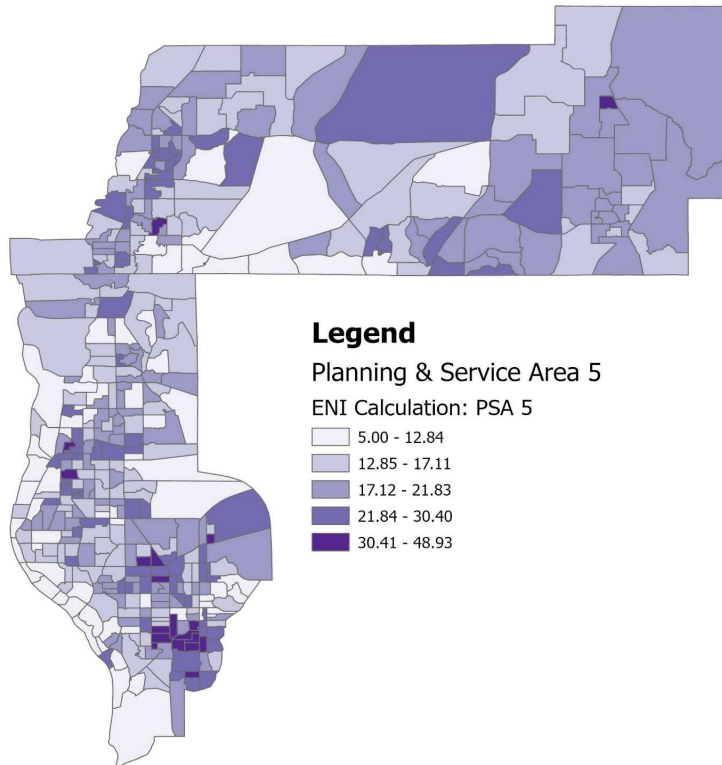 Legend
Planning & Service Area 5
ENI Calculation: PSA 5
5.00 - 12.84
12.85 - 17.11
17.12 - 21.83
21.84 - 30.40
30.41 - 48.93